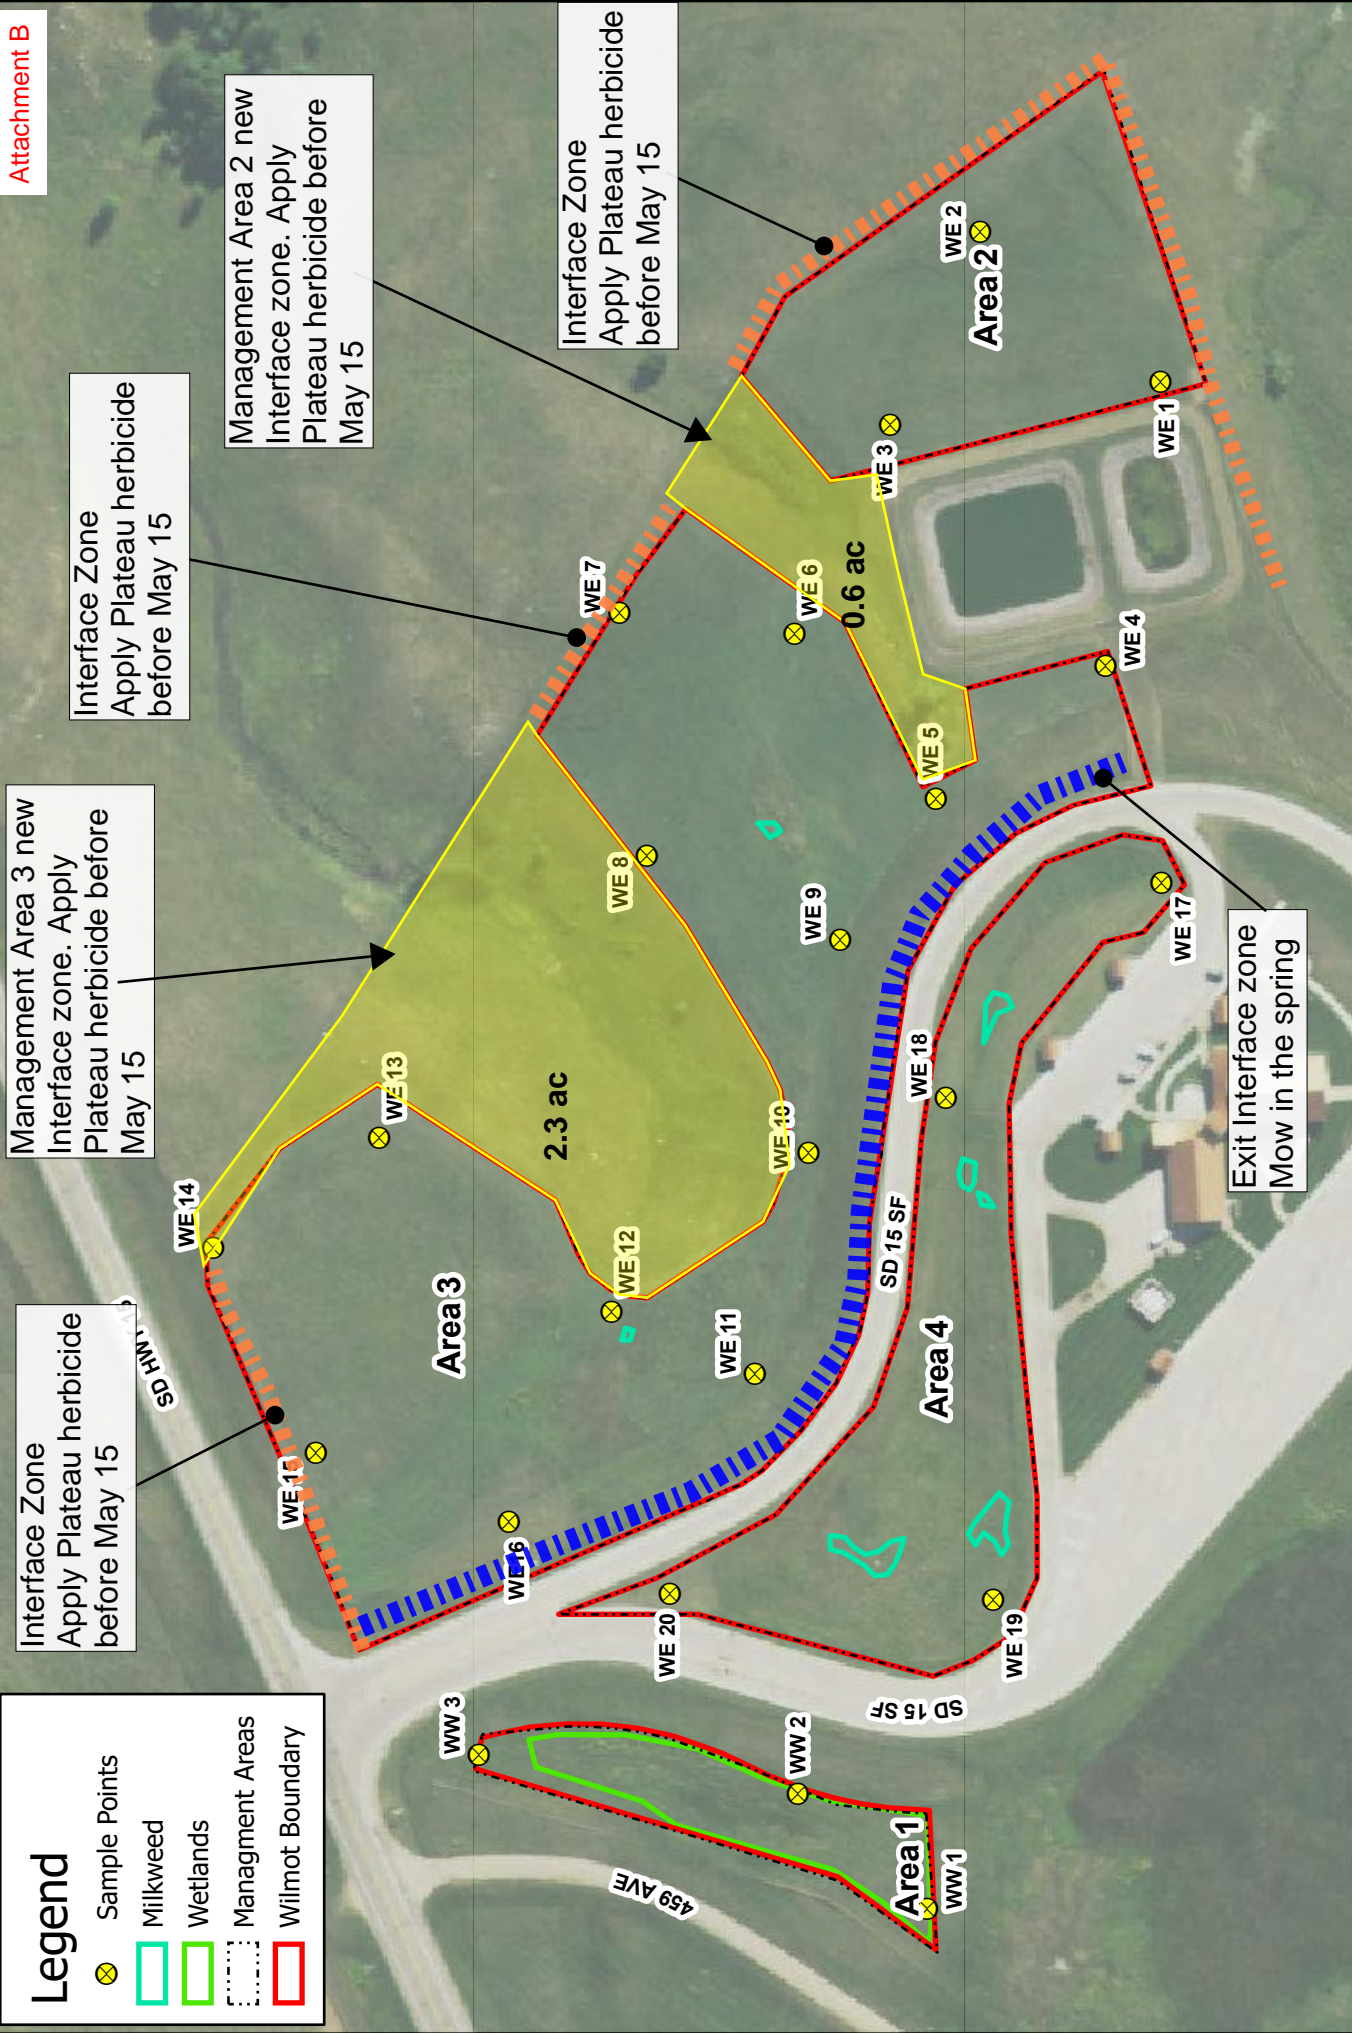 Attachment B
Legend
Sample Points
Milkweed
Wetlands
Managment Areas
Wilmot Boundary
Interface Zone
Apply Plateau herbicide
before May 15
Management Area 3 new
Interface zone. Apply
Plateau herbicide before
May 15
Interface Zone
Apply Plateau herbicide
before May 15
Management Area 2 new
Interface zone. Apply
Plateau herbicide before
May 15
Interface Zone
Apply Plateau herbicide
before May 15
Exit Interface zone
Mow in the spring
SD HWY 15
WE 14
WE 13
WE 15
WE 16
WE 12
WE 11
WE 10
WE 9
WE 8
WE 7
WE 6
WE 5
WE 4
WE 3
WE 2
WE 1
WE 17
WE 18
WE 19
WE 20
WW 3
WW 2
WW 1
Area 1
Area 2
Area 3
Area 4
2.3 ac
0.6 ac
SD 15 SF
SD 15 SF
459 AVE